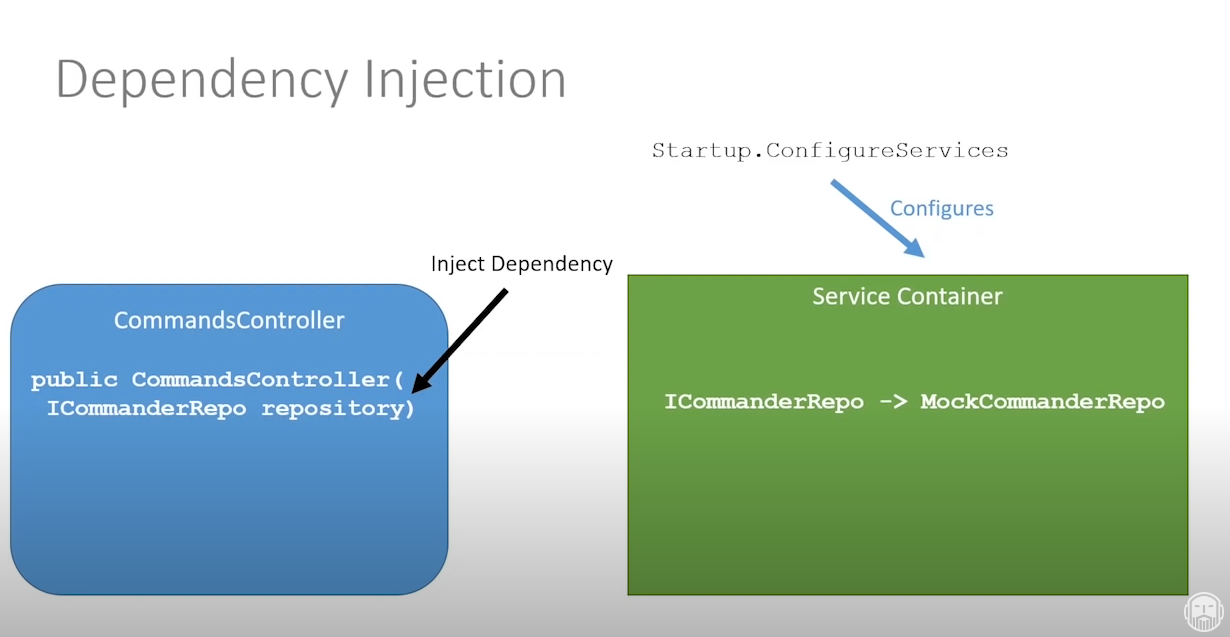 Dependency Injection
Startup.ConfigureServices
Configures
Inject Dependency
CommandsController
public CommandsController(
ICommanderRepo repository)
Service Container
ICommanderRepo -> MockCommanderRepo